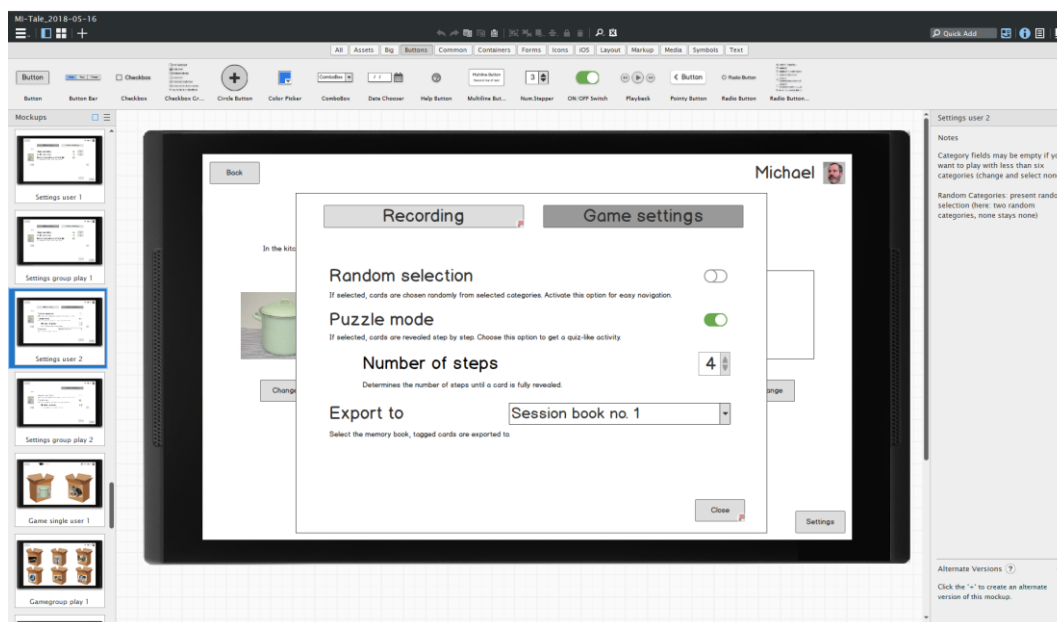 MI-Tale_2018-05-16
Quick Add
All Assets Big Buttons Common Containers Forms Icons iOS Layout Markup Media Symbols Text
Button
Checkbox
ComboBox
/ /
Multiline Button
3
Button
Radio Button
Button
Button Bar
Checkbox
Checkbox Gr...
Circle Button
Color Picker
ComboBox
Date Chooser
Help Button
Multiline But...
Num.Stepper
ON/OFF Switch
Playback
Pointy Button
Radio Button
Radio Button...
Mockups
Settings user 1
Settings group play 1
Settings user 2
Settings group play 2
Game single user 1
Gamegroup play 1
Back
Michael
In the kitc
Change
ange
Settings
Recording
Game settings
Random selection
If selected, cards are chosen randomly from selected categories. Activate this option for easy navigation.
Puzzle mode
If selected, cards are revealed step by step. Choose this option to get a quiz-like activity.
Number of steps
4
Determines the number of steps until a card is fully revealed.
Export to
Session book no. 1
Select the memory book, tagged cards are exported to
Close
Settings user 2
Notes
Category fields may be empty if yo
want to play with less than six
categories (change and select non
Random Categories: present rando
selection (here: two random
categories, none stays none)
Alternate Versions ?
Click the '+' to create an alternate
version of this mockup.